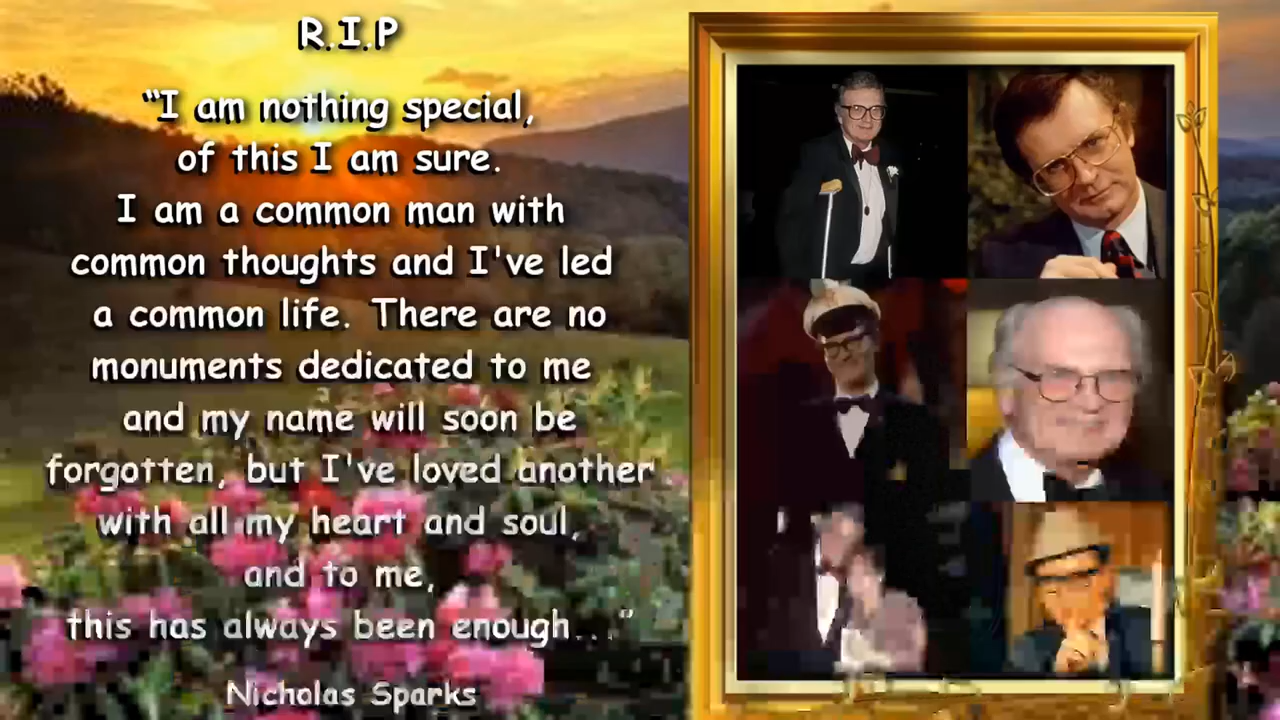 R.I.P
“I am nothing special,
of this I am sure.
I am a common man with
common thoughts and I've led
a common life. There are no
monuments dedicated to me
and my name will soon be
forgotten, but I've loved another
with all my heart and soul,
and to me,
this has always been enough...”
Nicholas Sparks